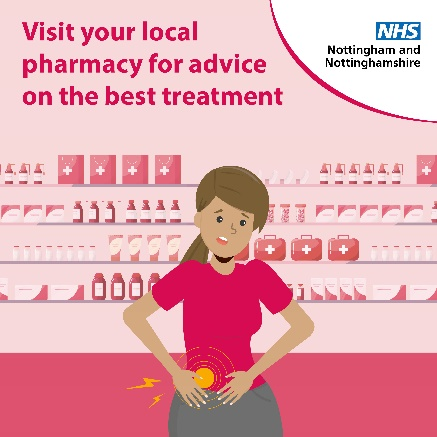 Visit your local
pharmacy for advice
on the best treatment
NHS
Nottingham and
Nottinghamshire